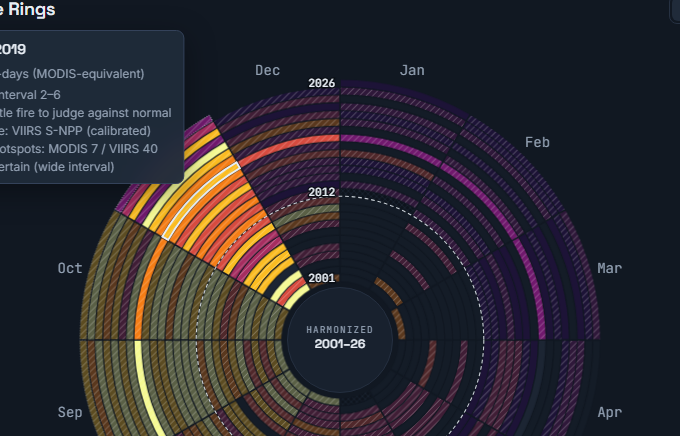 e Rings
2019
-days (MODIS-equivalent)
nterval 2–6
tle fire to judge against normal
e: VIIRS S-NPP (calibrated)
otspots: MODIS 7 / VIIRS 40
ertain (wide interval)
Dec
Jan
2026
Feb
2012
Oct
2001
Mar
HARMONIZED
2001–26
Sep
Apr